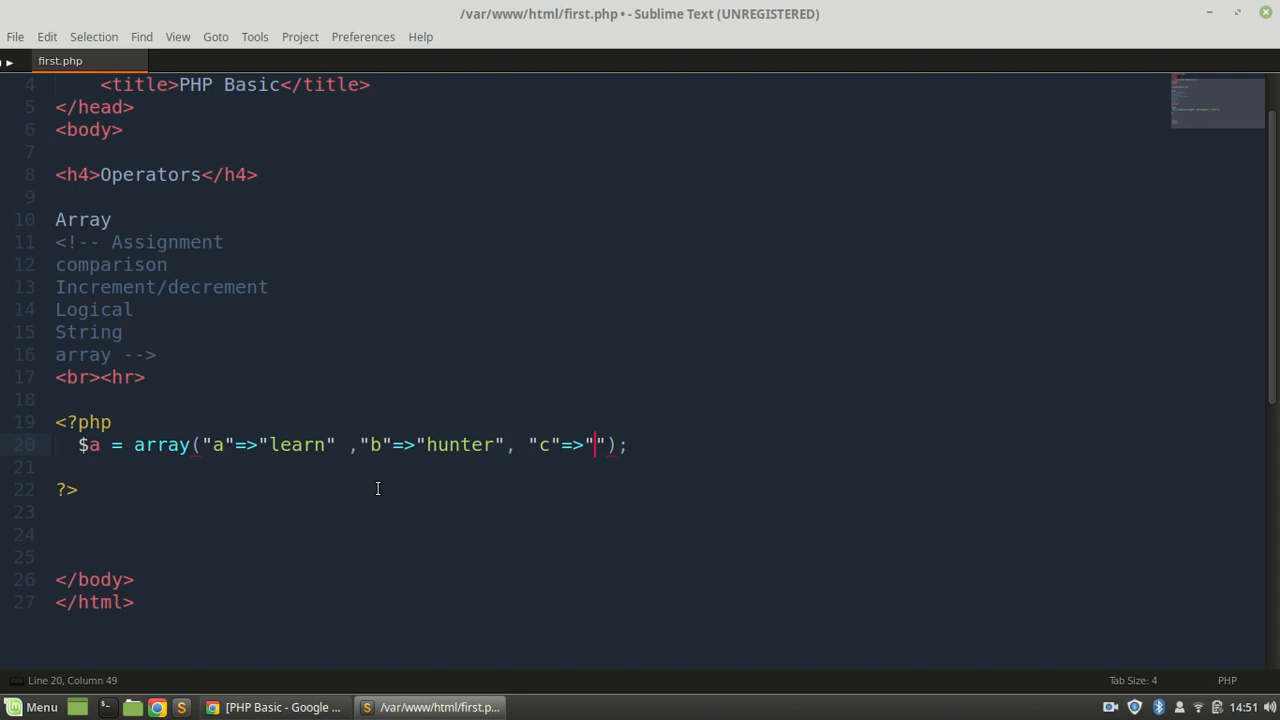 /var/www/html/first.php • - Sublime Text (UNREGISTERED)
File Edit Selection Find View Goto Tools Project Preferences Help
first.php
4 <title>PHP Basic</title>
5 </head>
6 <body>
7
8 <h4>Operators</h4>
9
10 Array
11 <!-- Assignment
12 comparison
13 Increment/decrement
14 Logical
15 String
16 array -->
17 <br><hr>
18
19 <?php
20 $a = array("a"=>"learn" ,"b"=>"hunter", "c"=>"");
21
22 ?>
23
24
25
26 </body>
27 </html>
Line 20, Column 49 Tab Size: 4 PHP
Menu [PHP Basic - Google ... /var/www/html/first.p... 14:51